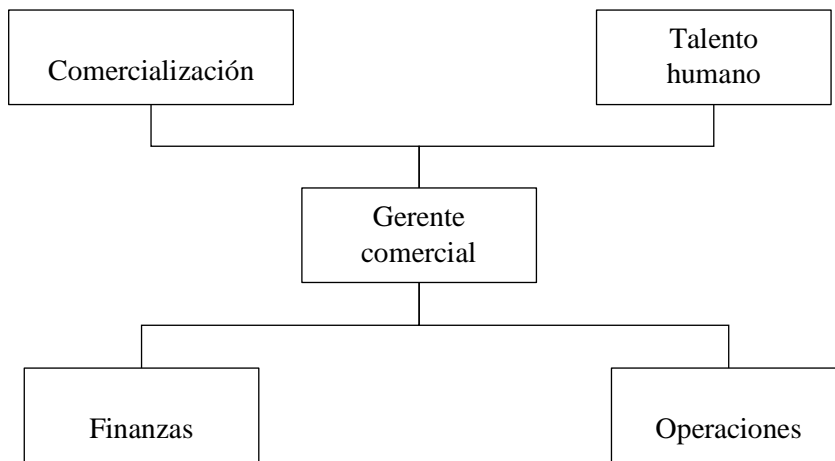 Comercialización
Talento
humano
Gerente
comercial
Finanzas
Operaciones